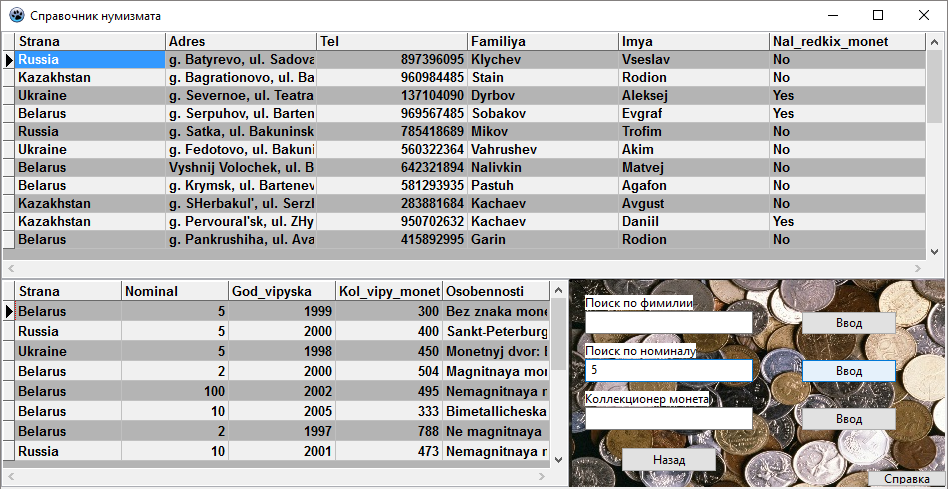 Справочник нумизмата
Strana Adres Tel Familiya Imya Nal_redkix_monet
Russia g. Batyrevo, ul. Sadova 897396095 Klychev Vseslav No
Kazakhstan g. Bagrationovo, ul. Ba 960984485 Stain Rodion No
Ukraine g. Severnoe, ul. Teatra 137104090 Dyrbov Aleksej Yes
Belarus g. Serpuhov, ul. Barten 969567485 Sobakov Evgraf Yes
Russia g. Satka, ul. Bakuninsk 785418689 Mikov Trofim No
Ukraine g. Fedotovo, ul. Bakuni 560322364 Vahrushev Akim No
Belarus Vyshnij Volochek, ul. B 642321894 Nalivkin Matvej No
Belarus g. Krymsk, ul. Bartenev 581293935 Pastuh Agafon No
Kazakhstan g. SHerbakul', ul. Serzh 283881684 Kachaev Avgust No
Kazakhstan g. Pervoural'sk, ul. ZHy 950702632 Kachaev Daniil Yes
Belarus g. Pankrushiha, ul. Ava 415892995 Garin Rodion No
Strana Nominal God_vipyska Kol_vipy_monet Osobennosti
Belarus 5 1999 300 Bez znaka mone
Russia 5 2000 400 Sankt-Peterburg
Ukraine 5 1998 450 Monetnyj dvor: l
Belarus 2 2000 504 Magnitnaya mon
Belarus 100 2002 495 Nemagnitnaya n
Belarus 10 2005 333 Bimetallicheska
Belarus 2 1997 788 Ne magnitnaya
Russia 10 2001 473 Nemagnitnaya n
Поиск по фимилии
Ввод
Поиск по номиналу
5 Ввод
Коллекционер монета
Ввод
Назад
Справка